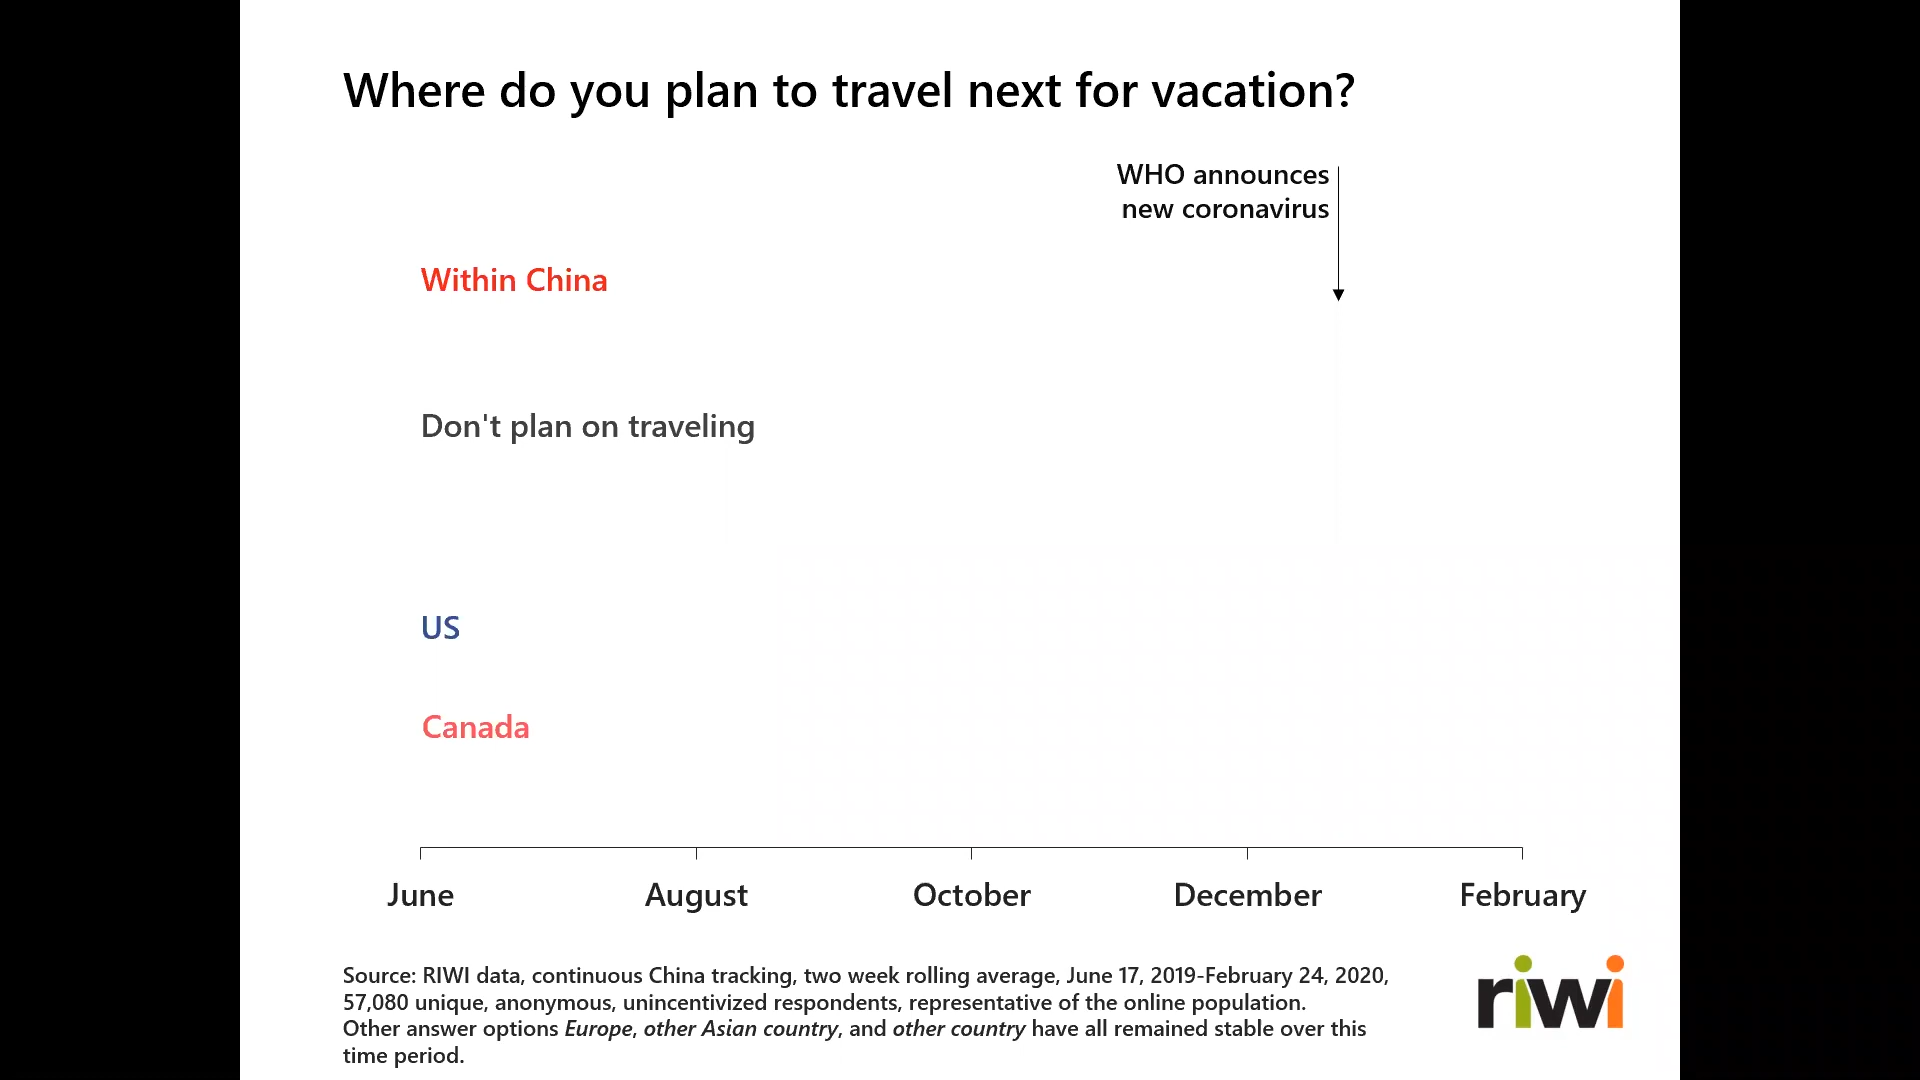 Where do you plan to travel next for vacation?
WHO announces
new coronavirus
Within China
Don't plan on traveling
US
Canada
June August October December February
Source: RIWI data, continuous China tracking, two week rolling average, June 17, 2019-February 24, 2020,
57,080 unique, anonymous, unincentivized respondents, representative of the online population.
Other answer options Europe, other Asian country, and other country have all remained stable over this
time period.
riwi